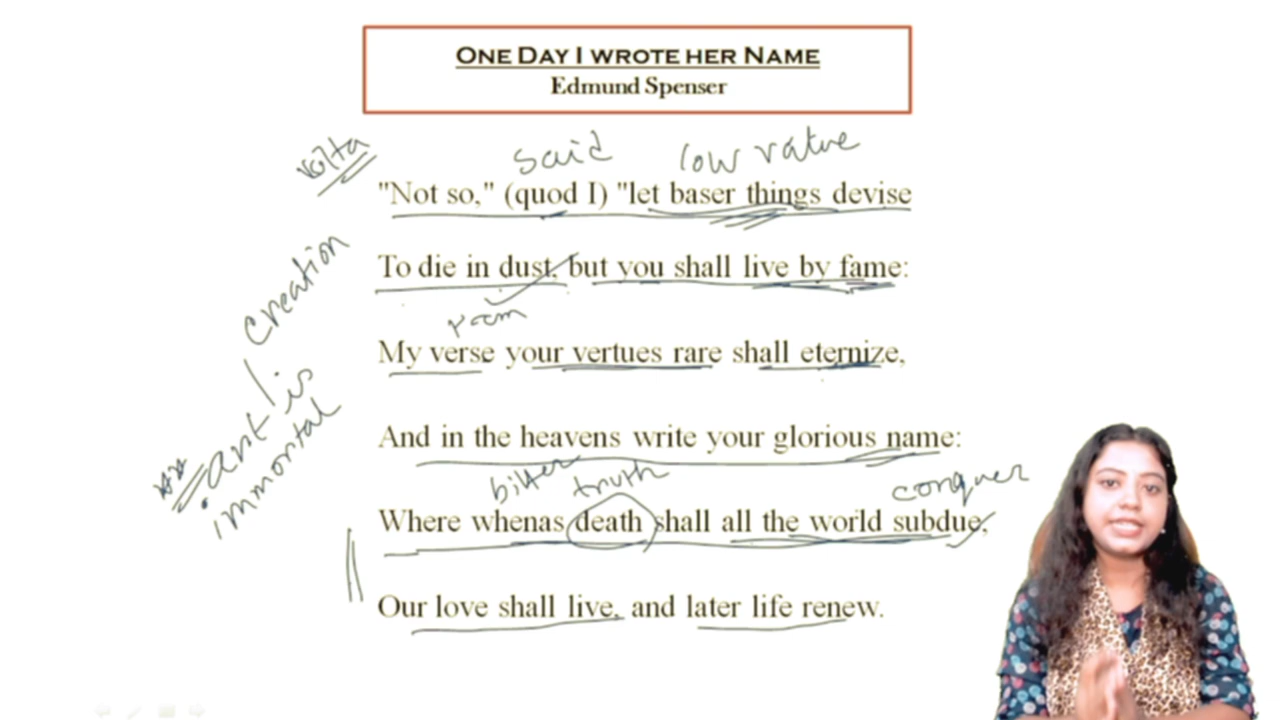 ONE DAY I WROTE HER NAME
Edmund Spenser
volta
said low value
"Not so," (quod I) "let baser things devise
To die in dust, but you shall live by fame:
creation
poem
My verse your vertues rare shall eternize,
art is
immortal
And in the heavens write your glorious name:
bitter truth conquer
Where whenas death shall all the world subdue,
Our love shall live, and later life renew.